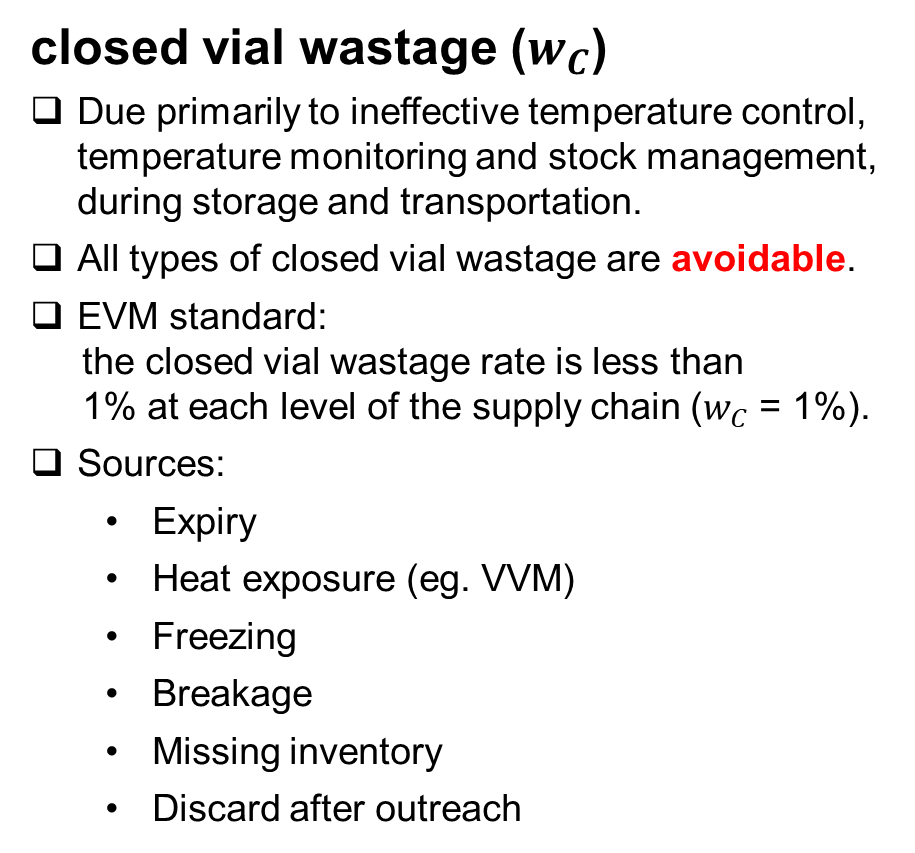 closed vial wastage (w_C)
❑ Due primarily to ineffective temperature control,
temperature monitoring and stock management,
during storage and transportation.
❑ All types of closed vial wastage are avoidable.
❑ EVM standard:
the closed vial wastage rate is less than
1% at each level of the supply chain (w_C = 1%).
❑ Sources:
• Expiry
• Heat exposure (eg. VVM)
• Freezing
• Breakage
• Missing inventory
• Discard after outreach